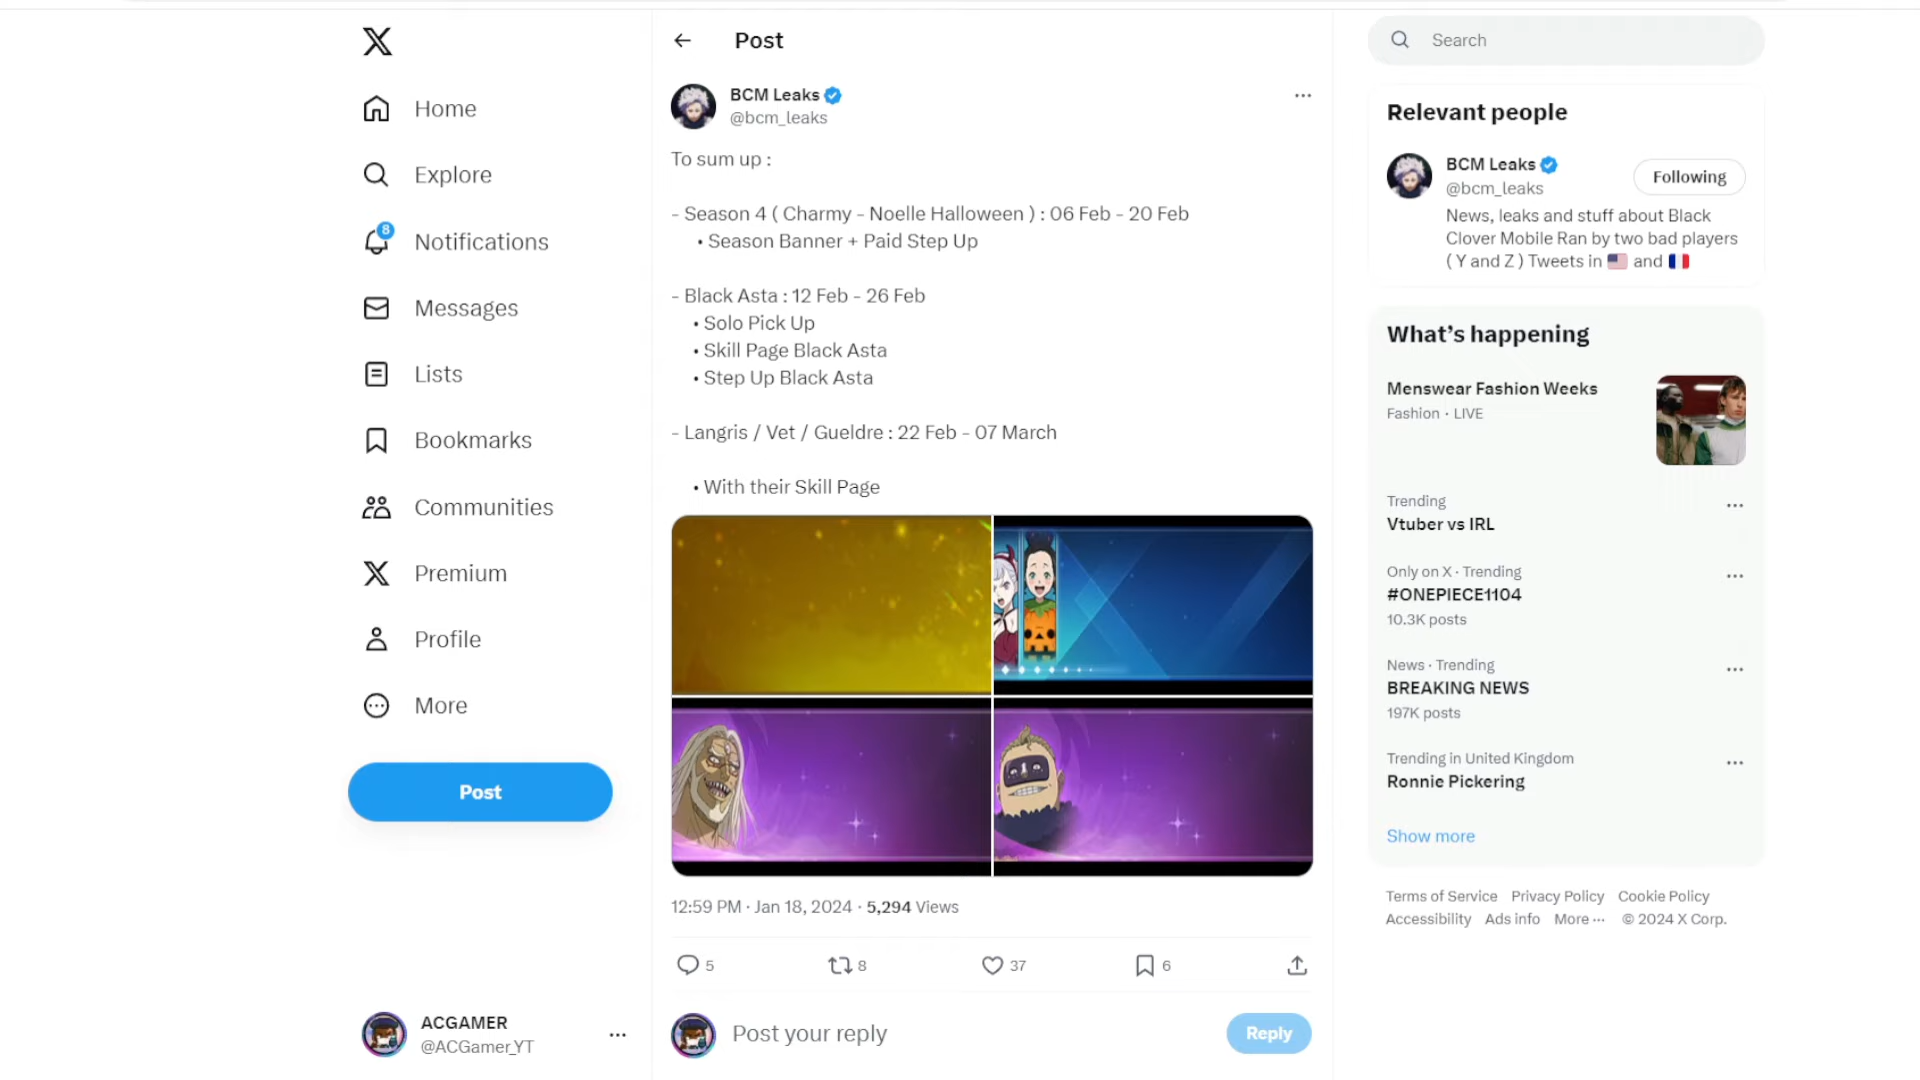 Home
Explore
8
Notifications
Messages
Lists
Bookmarks
Communities
Premium
Profile
More
Post
ACGAMER
@ACGamer_YT
Post
BCM Leaks
@bcm_leaks
To sum up :
- Season 4 ( Charmy - Noelle Halloween ) : 06 Feb - 20 Feb
• Season Banner + Paid Step Up
- Black Asta : 12 Feb - 26 Feb
• Solo Pick Up
• Skill Page Black Asta
• Step Up Black Asta
- Langris / Vet / Gueldre : 22 Feb - 07 March
• With their Skill Page
12:59 PM · Jan 18, 2024 · 5,294 Views
5 8 37 6
Post your reply
Reply
Search
Relevant people
BCM Leaks
@bcm_leaks
Following
News, leaks and stuff about Black
Clover Mobile Ran by two bad players
( Y and Z ) Tweets in 🇺🇸 and 🇫🇷
What's happening
Menswear Fashion Weeks
Fashion · LIVE
Trending
Vtuber vs IRL
Only on X · Trending
#ONEPIECE1104
10.3K posts
News · Trending
BREAKING NEWS
197K posts
Trending in United Kingdom
Ronnie Pickering
Show more
Terms of Service Privacy Policy Cookie Policy
Accessibility Ads info More ··· © 2024 X Corp.